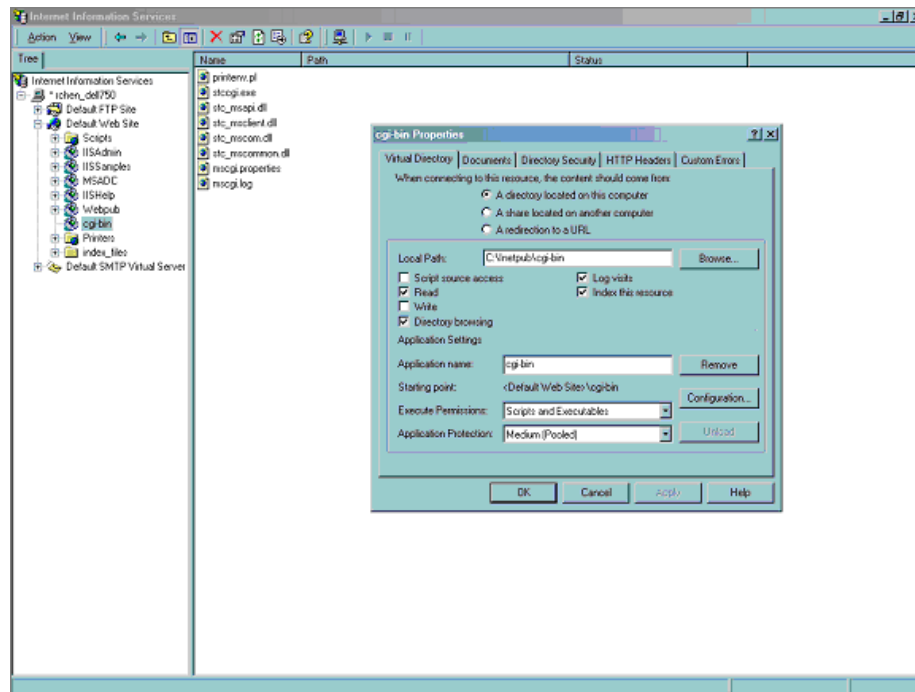 Internet Information Services
Action View
Tree
Name Path Status
Internet Information Services
* ichen_dell750
Default FTP Site
Default Web Site
Scripts
IISAdmin
IISSamples
MSADC
IISHelp
Webpub
cgi-bin
Printers
index_files
Default SMTP Virtual Server
printenv.pl
stccgi.exe
stc_msapi.dll
stc_msclient.dll
stc_mscom.dll
stc_mscommon.dll
mscgi.properties
mscgi.log
cgi-bin Properties
Virtual Directory Documents Directory Security HTTP Headers Custom Errors
When connecting to this resource, the content should come from:
A directory located on this computer
A share located on another computer
A redirection to a URL
Local Path: C:\Inetpub\cgi-bin Browse...
Script source access Log visits
Read Index this resource
Write
Directory browsing
Application Settings
Application name: cgi-bin Remove
Starting point: <Default Web Site>\cgi-bin
Configuration...
Execute Permissions: Scripts and Executables
Application Protection: Medium (Pooled) Unload
OK Cancel Apply Help